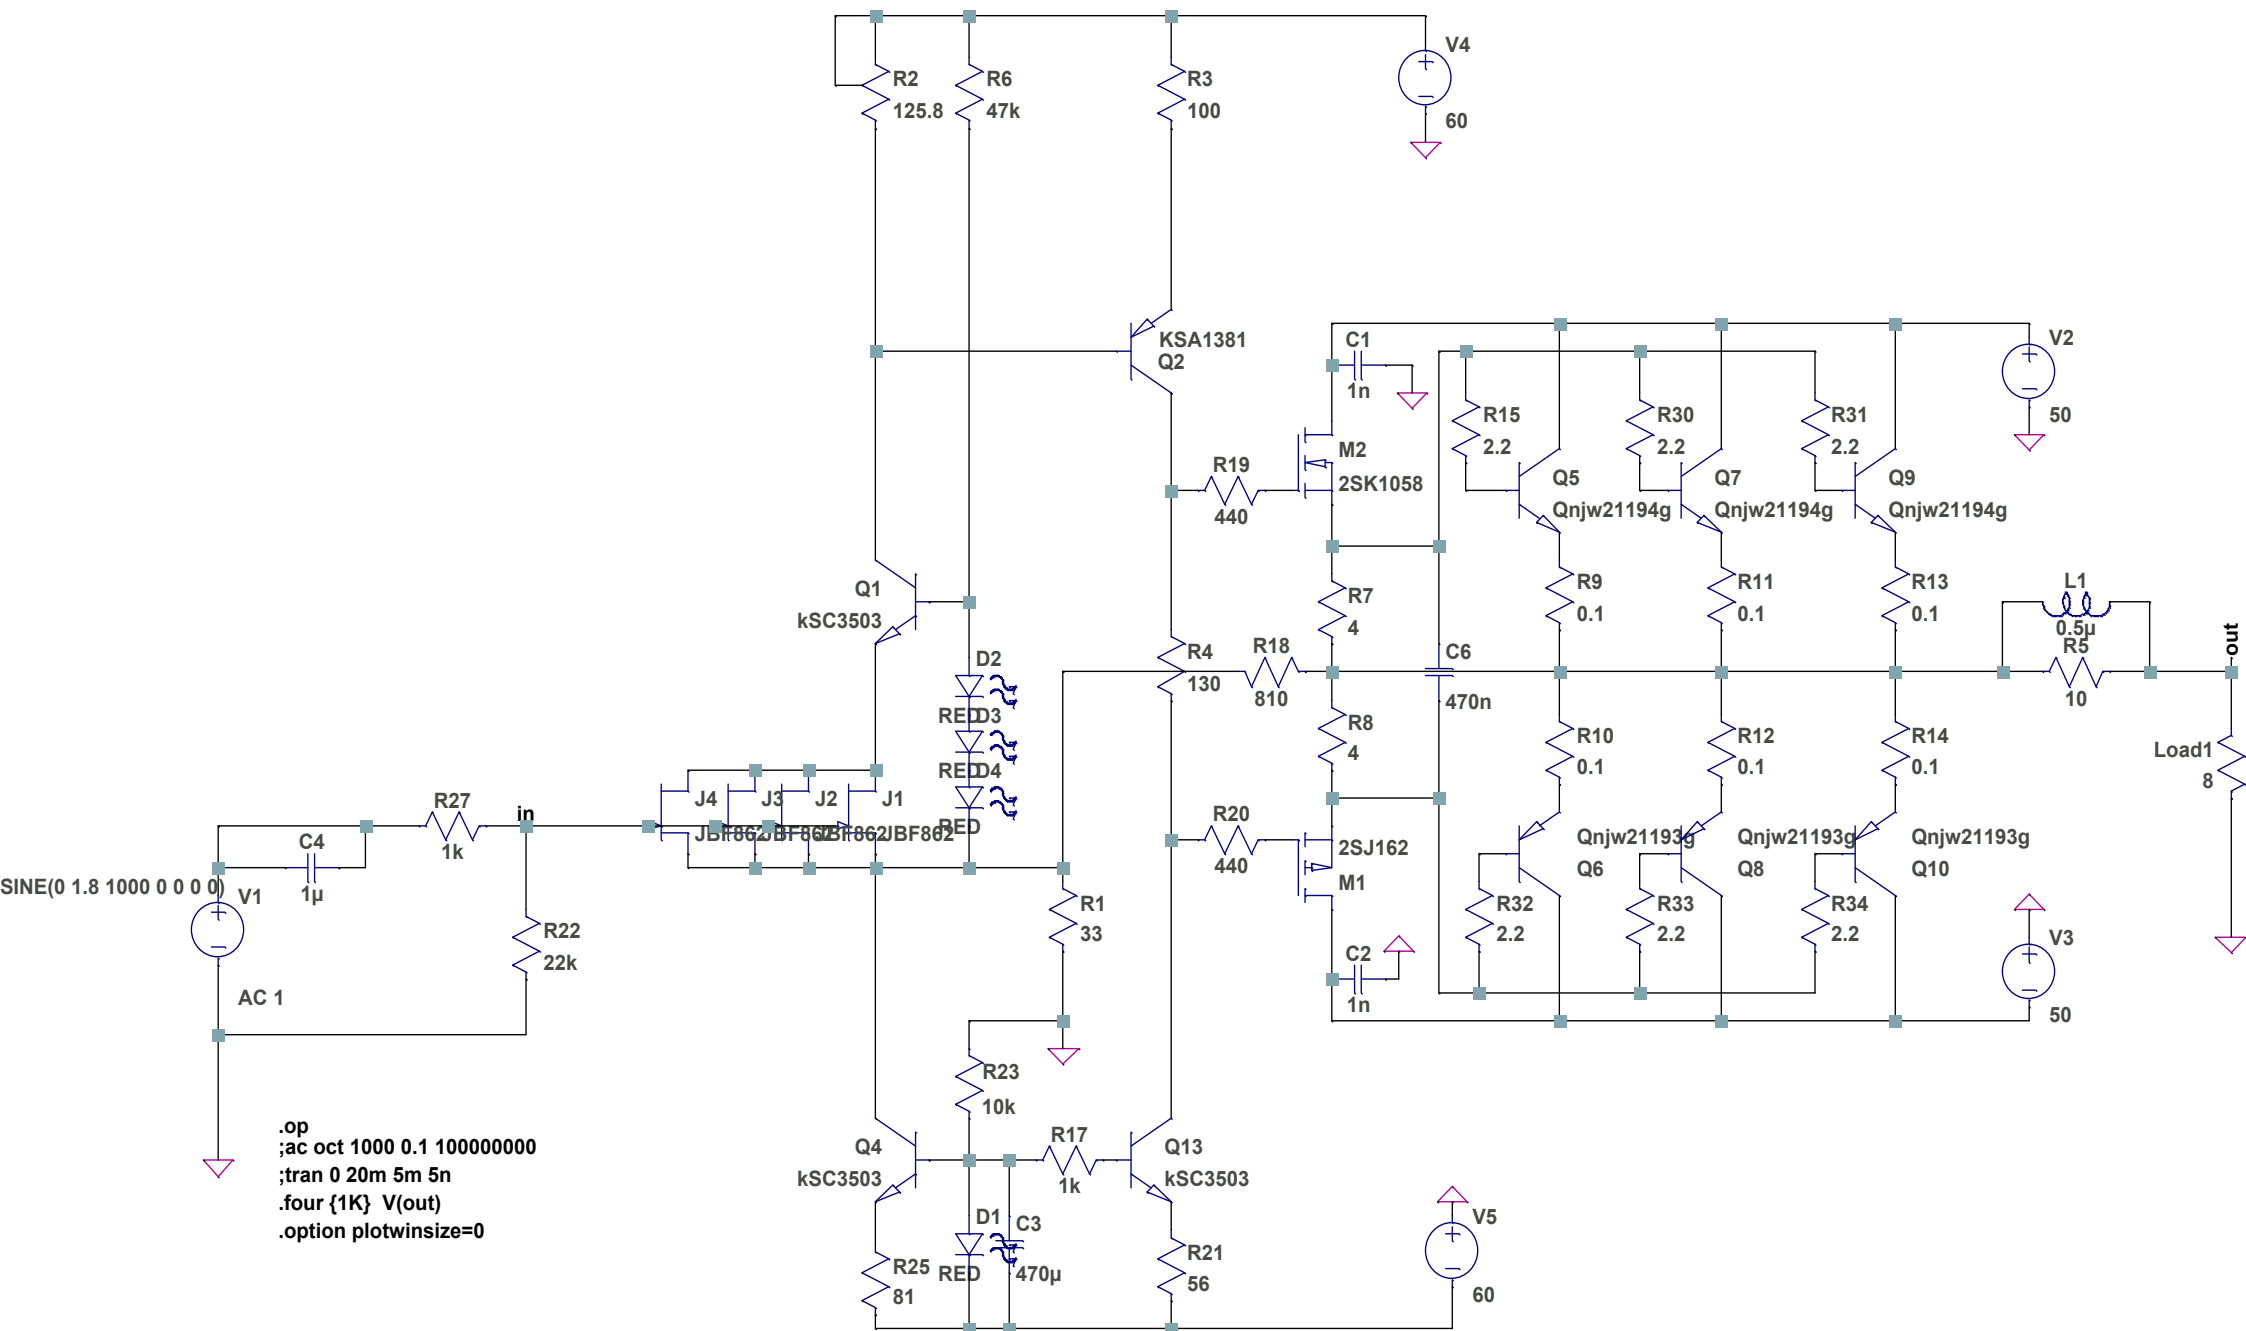 V4
60
R2
125.8
R6
47k
R3
100
KSA1381
Q2
C1
1n
V2
50
R15
2.2
R30
2.2
R31
2.2
M2
2SK1058
R19
440
Q5
Qnjw21194g
Q7
Qnjw21194g
Q9
Qnjw21194g
Q1
kSC3503
R7
4
R9
0.1
R11
0.1
R13
0.1
L1
0.5µ
R5
10
out
D2
RED
D3
RED
D4
RED
R4
130
R18
810
C6
470n
R8
4
R10
0.1
R12
0.1
R14
0.1
Load1
8
J4
JBF862
J3
JBF862
J2
JBF862
J1
JBF862
R27
1k
in
C4
1µ
SINE(0 1.8 1000 0 0 0 0)
V1
AC 1
R22
22k
R1
33
R20
440
2SJ162
M1
Qnjw21193g
Q6
Qnjw21193g
Q8
Qnjw21193g
Q10
R32
2.2
R33
2.2
R34
2.2
C2
1n
V3
50
R23
10k
.op
;ac oct 1000 0.1 100000000
;tran 0 20m 5m 5n
.four {1K} V(out)
.option plotwinsize=0
Q4
kSC3503
R17
1k
Q13
kSC3503
D1
RED
C3
470µ
R25
81
R21
56
V5
60